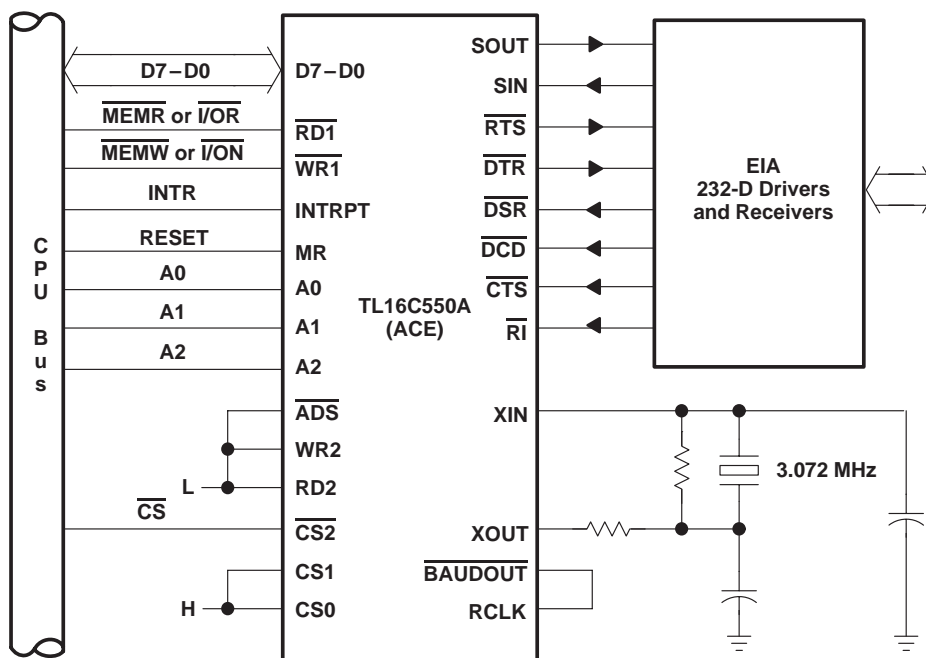 CPU Bus
D7–D0
MEMR or I/OR
MEMW or I/ON
INTR
RESET
A0
A1
A2
L
CS
H
D7–D0
RD1
WR1
INTRPT
MR
A0
A1
A2
ADS
WR2
RD2
CS2
CS1
CS0
TL16C550A
(ACE)
SOUT
SIN
RTS
DTR
DSR
DCD
CTS
RI
XIN
XOUT
BAUDOUT
RCLK
EIA
232-D Drivers
and Receivers
3.072 MHz